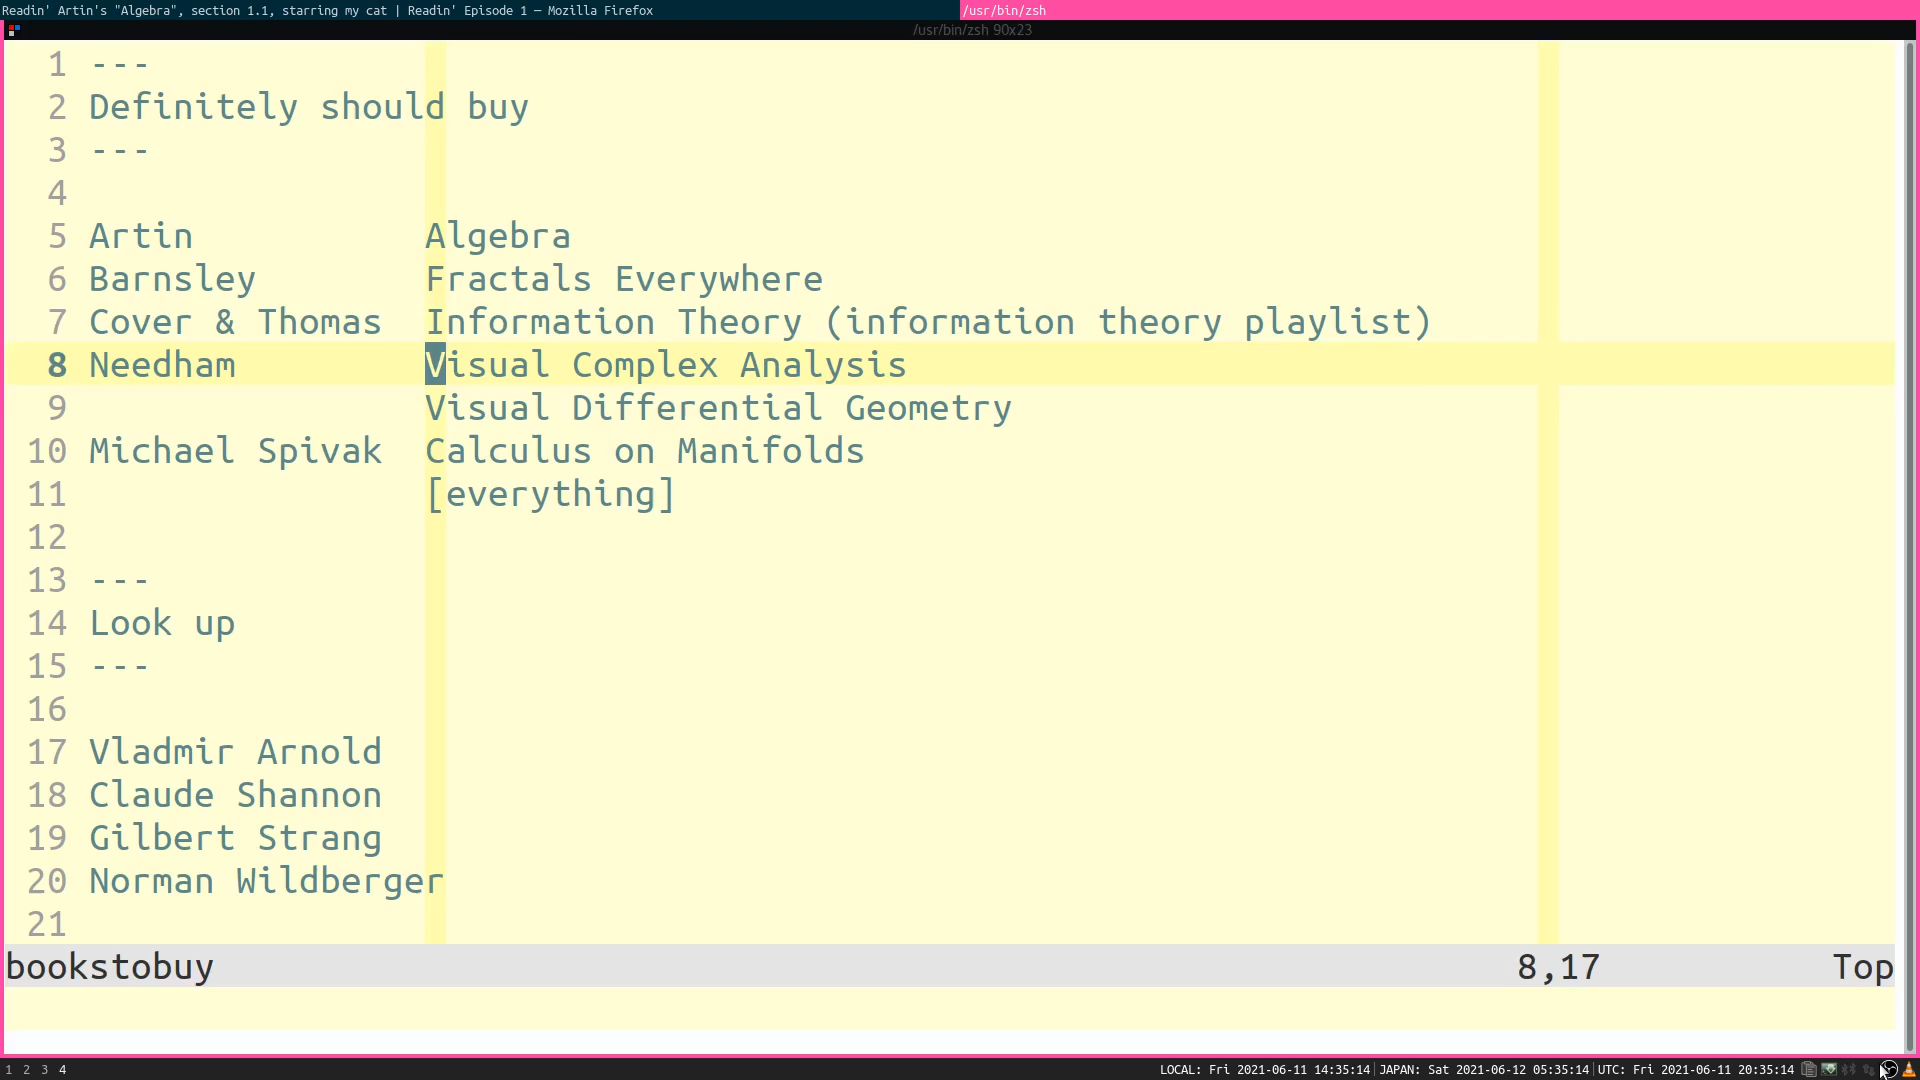 Readin' Artin's "Algebra", section 1.1, starring my cat | Readin' Episode 1 — Mozilla Firefox
/usr/bin/zsh
/usr/bin/zsh 90x23
1 ---
2 Definitely should buy
3 ---
4
5 Artin Algebra
6 Barnsley Fractals Everywhere
7 Cover & Thomas Information Theory (information theory playlist)
8 Needham Visual Complex Analysis
9 Visual Differential Geometry
10 Michael Spivak Calculus on Manifolds
11 [everything]
12
13 ---
14 Look up
15 ---
16
17 Vladmir Arnold
18 Claude Shannon
19 Gilbert Strang
20 Norman Wildberger
21
bookstobuy 8,17 Top
1 2 3 4 LOCAL: Fri 2021-06-11 14:35:14|JAPAN: Sat 2021-06-12 05:35:14|UTC: Fri 2021-06-11 20:35:14